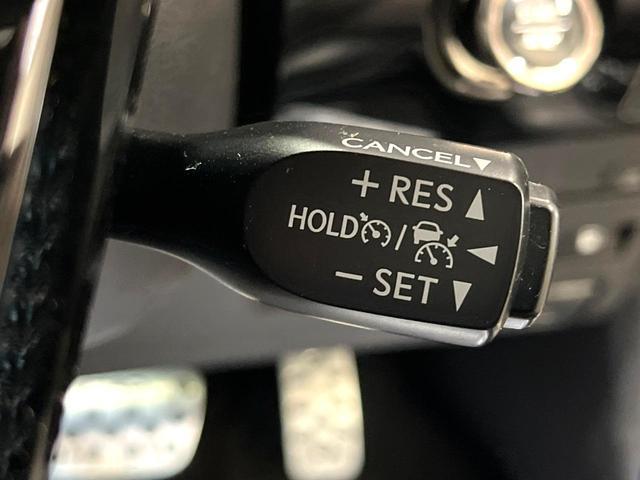 CANCEL▼
+ RES ▲
HOLD / ◀
− SET ▼